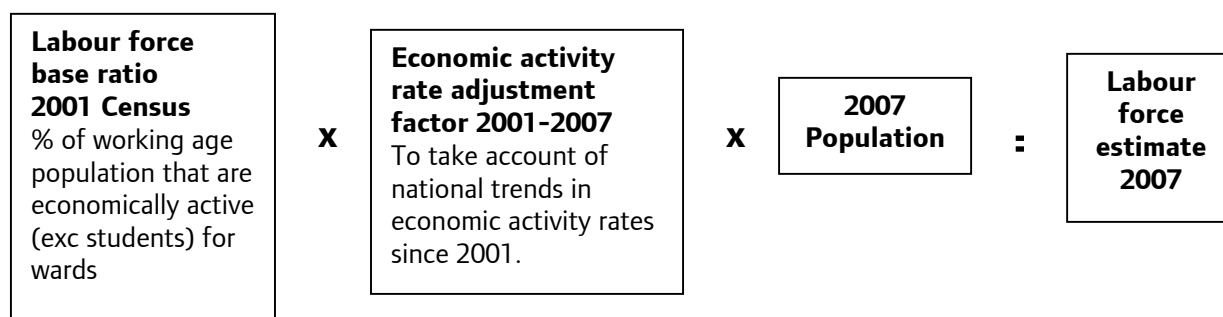 Labour force
base ratio
2001 Census
% of working age
population that are
economically active
(exc students) for
wards
x
Economic activity
rate adjustment
factor 2001-2007
To take account of
national trends in
economic activity rates
since 2001.
x
2007
Population
=
Labour
force
estimate
2007